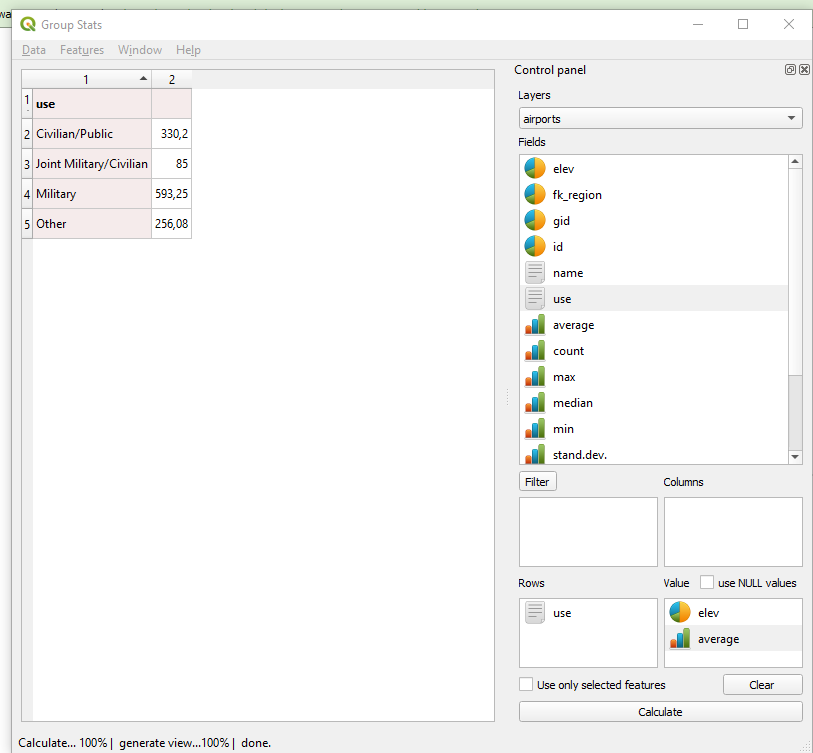 wa
Group Stats
Data Features Window Help
1 2
1 use
2 Civilian/Public 330,2
3 Joint Military/Civilian 85
4 Military 593,25
5 Other 256,08
Control panel
Layers
airports
Fields
elev
fk_region
gid
id
name
use
average
count
max
median
min
stand.dev.
Filter
Columns
Rows
Value use NULL values
use
elev
average
Use only selected features
Clear
Calculate
Calculate... 100% | generate view...100% | done.